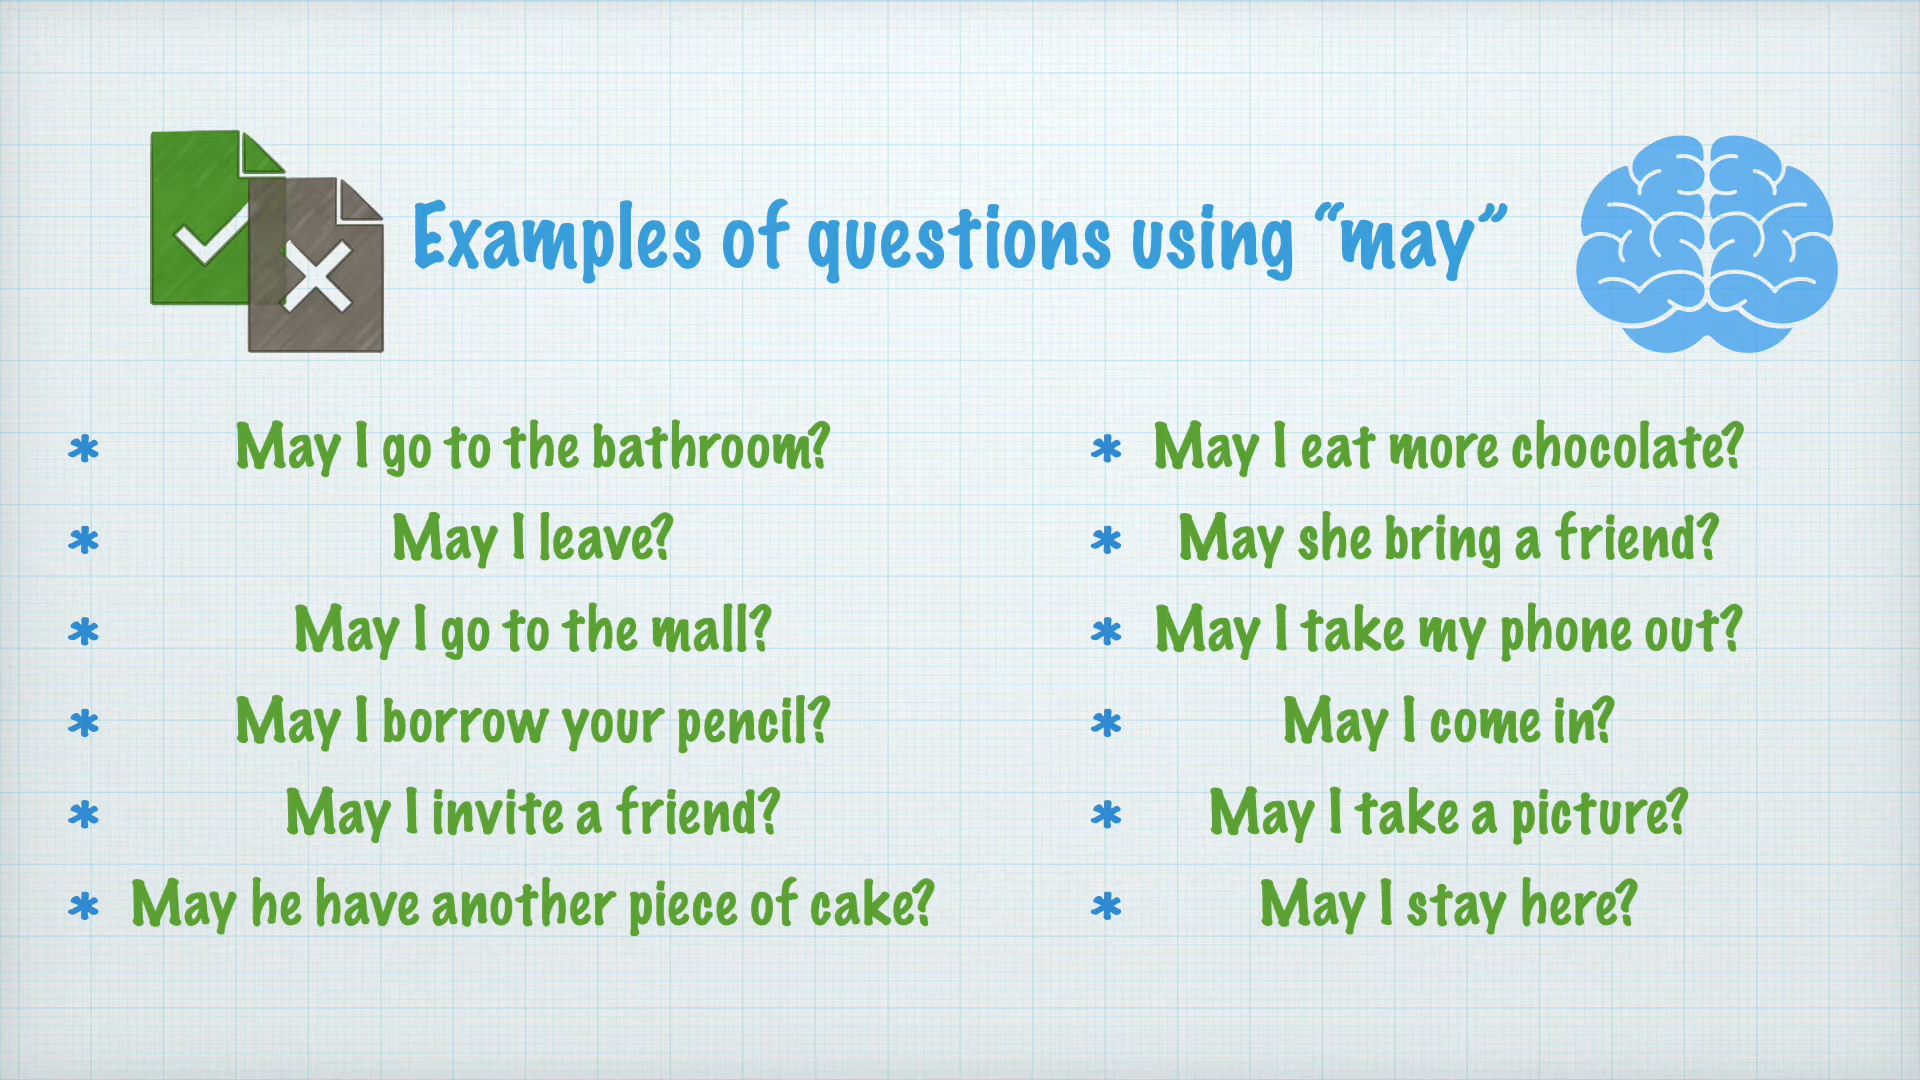 Examples of questions using “may”
* May I go to the bathroom?
* May I leave?
* May I go to the mall?
* May I borrow your pencil?
* May I invite a friend?
* May he have another piece of cake?
* May I eat more chocolate?
* May she bring a friend?
* May I take my phone out?
* May I come in?
* May I take a picture?
* May I stay here?